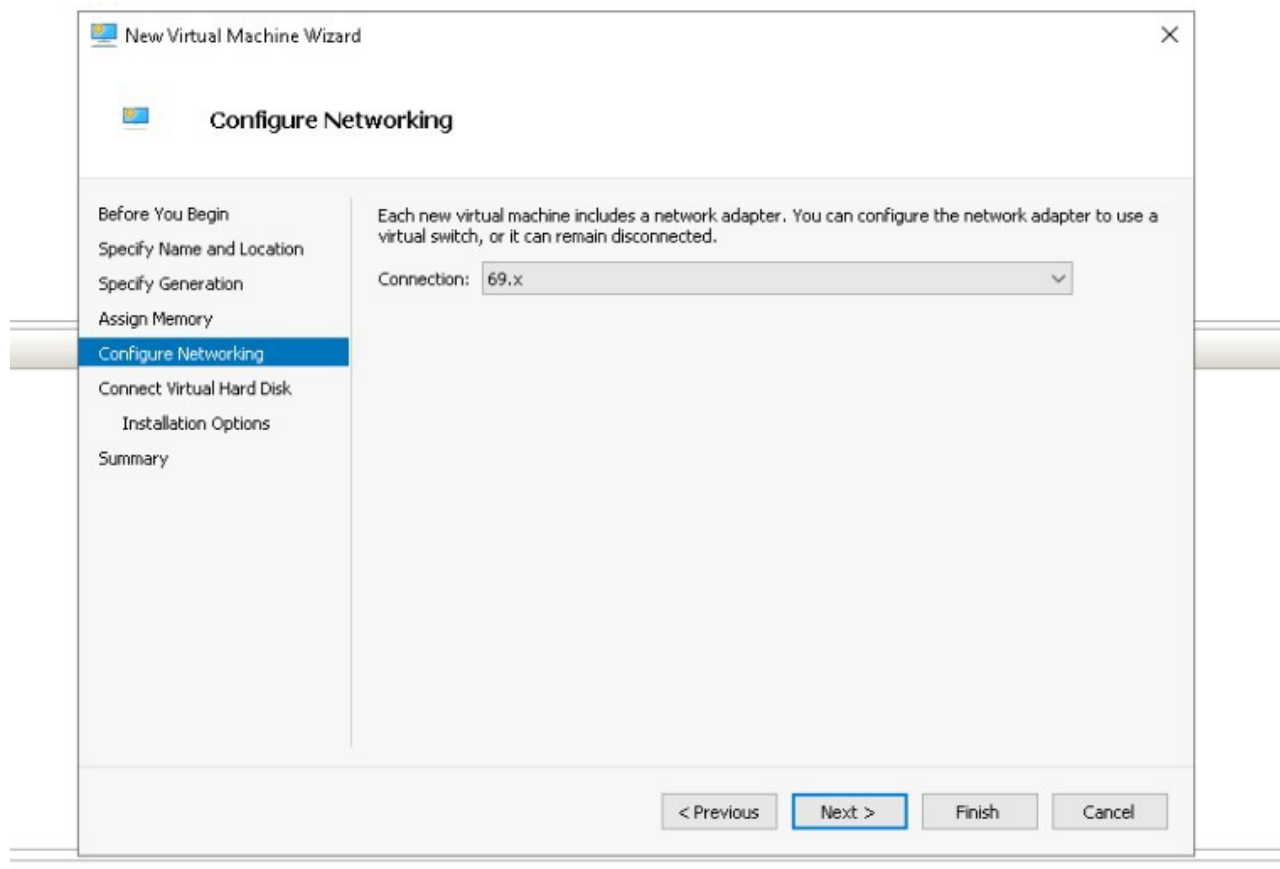 New Virtual Machine Wizard
Configure Networking
Before You Begin
Specify Name and Location
Specify Generation
Assign Memory
Configure Networking
Connect Virtual Hard Disk
Installation Options
Summary
Each new virtual machine includes a network adapter. You can configure the network adapter to use a
virtual switch, or it can remain disconnected.
Connection: 69.x
< Previous Next > Finish Cancel